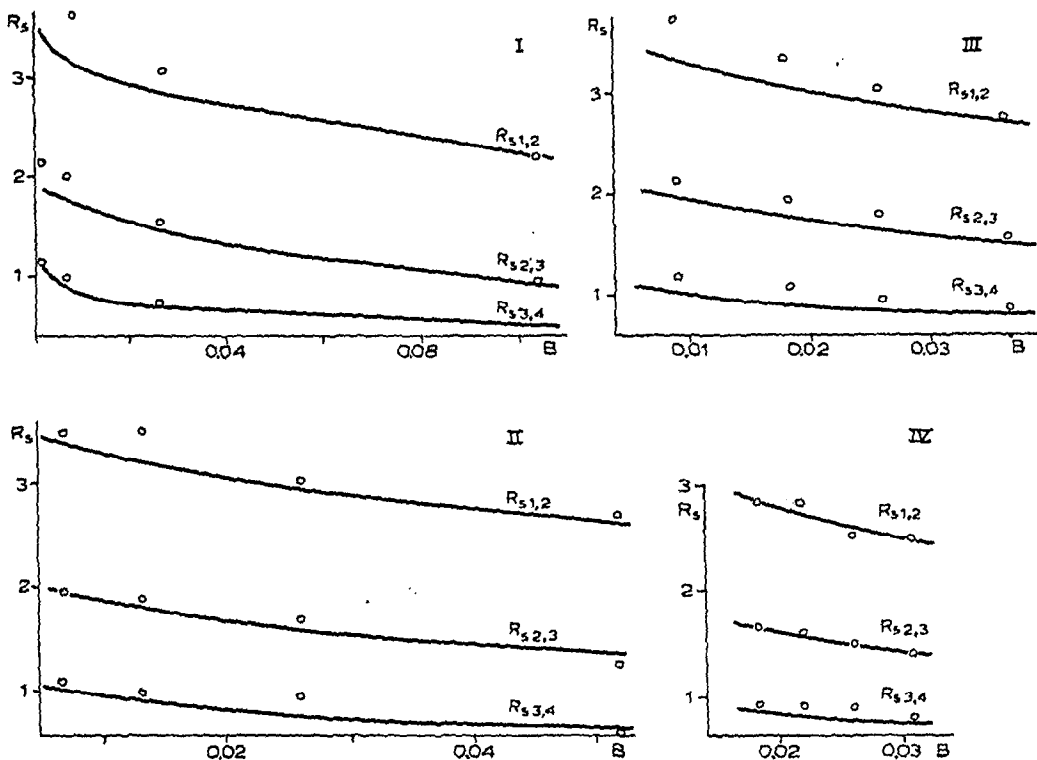 Rs
I
3
Rs1,2
2
Rs2,3
1
Rs3,4
0,04
0,08
B
Rs
III
3
Rs1,2
2
Rs2,3
1
Rs3,4
0,01
0,02
0,03
B
Rs
II
3
Rs1,2
2
Rs2,3
1
Rs3,4
0,02
0,04
B
IV
3
Rs
Rs1,2
2
Rs2,3
1
Rs3,4
0,02
0,03
B